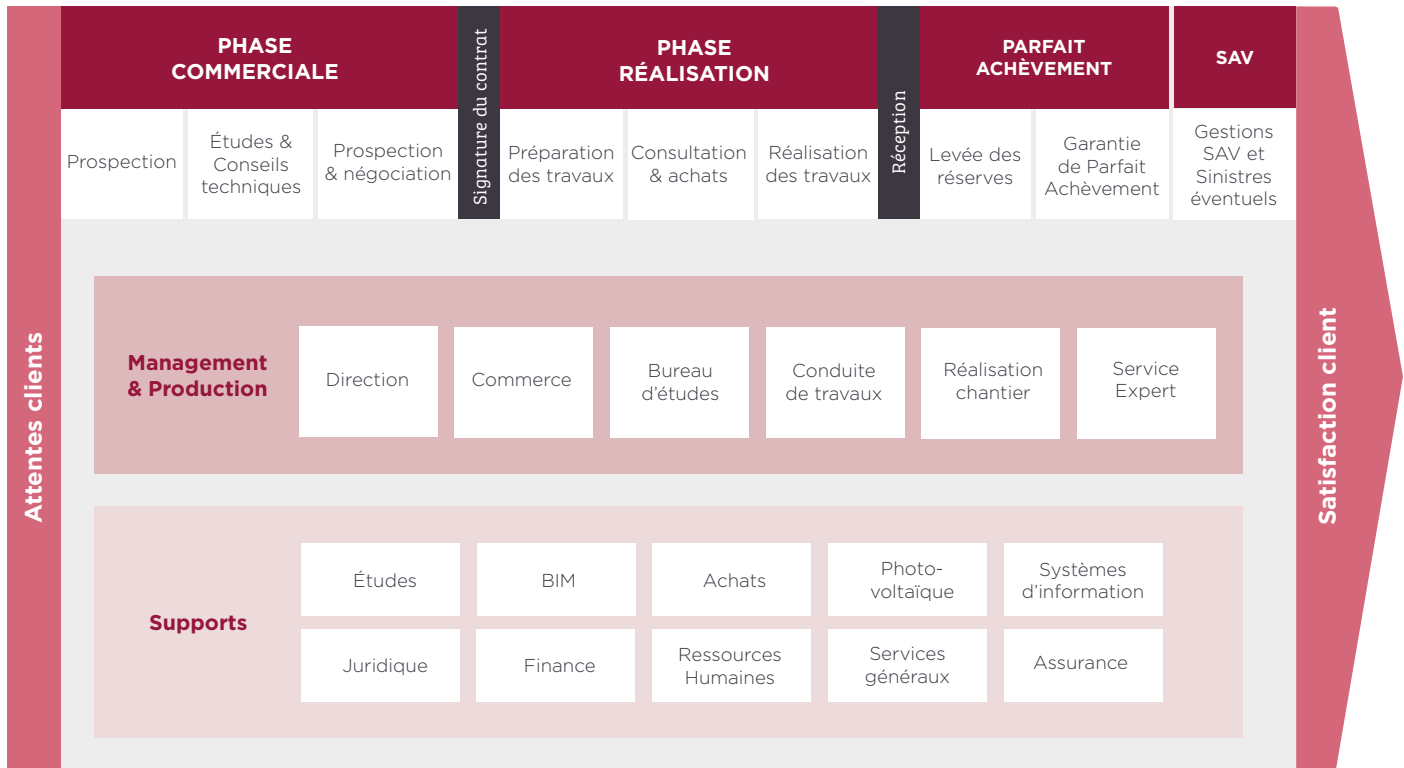 Attentes clients
PHASE
COMMERCIALE
Signature du contrat
PHASE
RÉALISATION
Réception
PARFAIT
ACHÈVEMENT
SAV
Prospection
Études &
Conseils
techniques
Prospection
& négociation
Préparation
des travaux
Consultation
& achats
Réalisation
des travaux
Levée des
réserves
Garantie
de Parfait
Achèvement
Gestions
SAV et
Sinistres
éventuels
Management
& Production
Direction
Commerce
Bureau
d’études
Conduite
de travaux
Réalisation
chantier
Service
Expert
Supports
Études
BIM
Achats
Photo-
voltaïque
Systèmes
d’information
Juridique
Finance
Ressources
Humaines
Services
généraux
Assurance
Satisfaction client